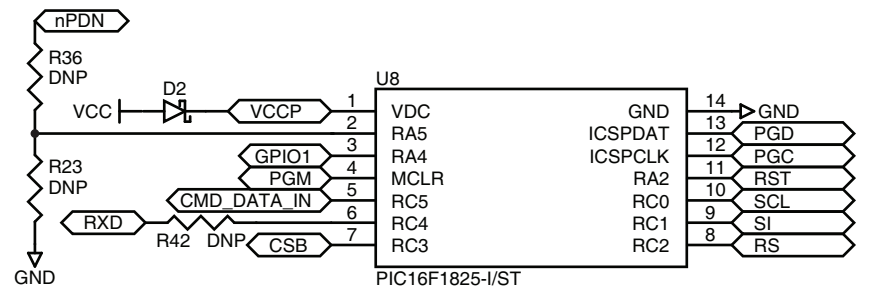 nPDN
R36
DNP
D2
VCC
VCCP
U8
1 VDC GND 14 GND
2 RA5 ICSPDAT 13 PGD
GPIO1 3 RA4 ICSPCLK 12 PGC
PGM 4 MCLR RA2 11 RST
CMD_DATA_IN 5 RC5 RC0 10 SCL
RXD 6 RC4 RC1 9 SI
CSB 7 RC3 RC2 8 RS
R23
DNP
R42 DNP
GND
PIC16F1825-I/ST